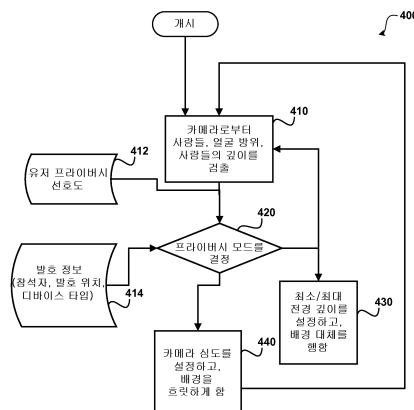 400
개시
카메라로부터
사람들, 얼굴 방위,
사람들의 깊이를
검출
410
유저 프라이버시
선호도
412
프라이버시 모드를
결정
420
발호 정보
(참석자, 발호 위치,
디바이스 타입)
414
최소/최대
전경 깊이를
설정하고,
배경 대체를
행함
430
카메라 심도를
설정하고,
배경을
흐릿하게 함
440